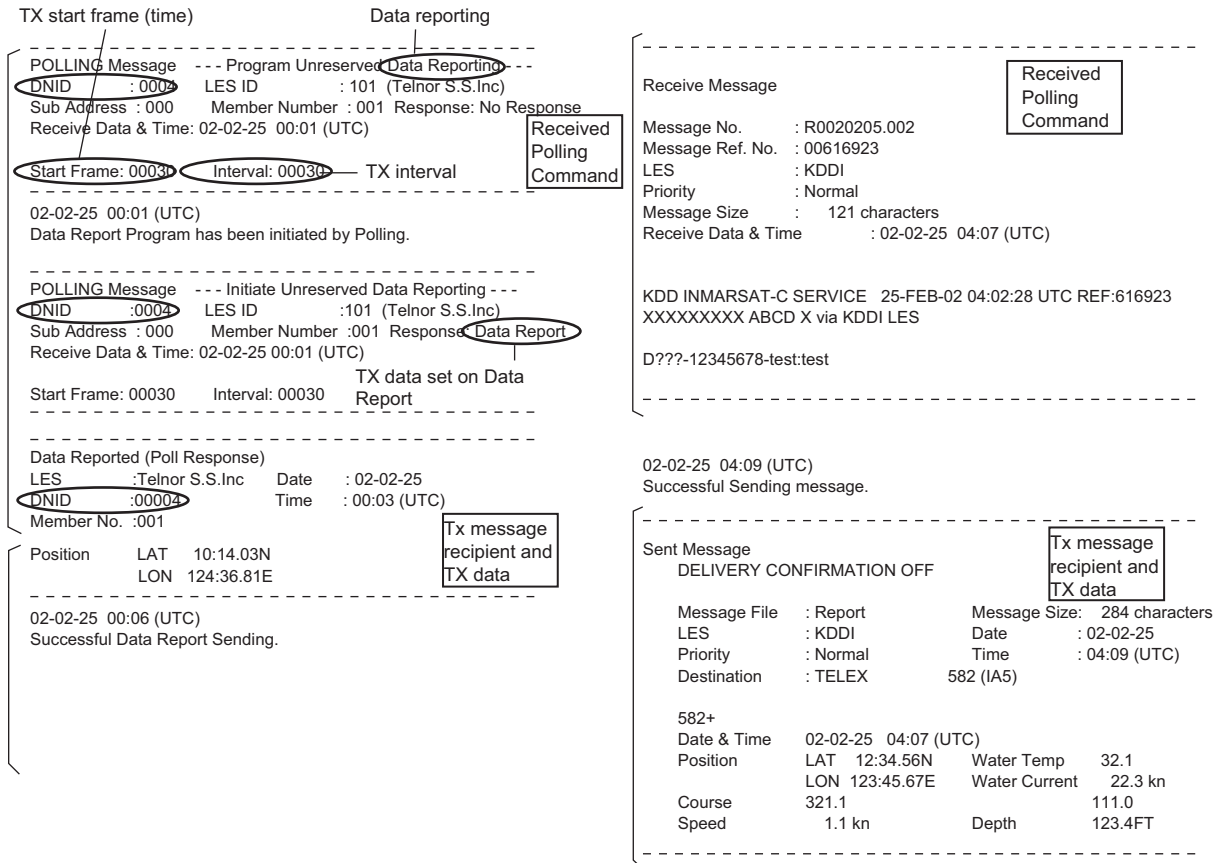 TX start frame (time)
Data reporting
POLLING Message - - - Program Unreserved Data Reporting - - -
DNID : 0004 LES ID : 101 (Telnor S.S.Inc)
Sub Address : 000 Member Number : 001 Response: No Response
Receive Data & Time: 02-02-25 00:01 (UTC)
Received
Polling
Command
Start Frame: 00030 Interval: 00030 TX interval
02-02-25 00:01 (UTC)
Data Report Program has been initiated by Polling.
POLLING Message - - - Initiate Unreserved Data Reporting - - -
DNID :0004 LES ID :101 (Telnor S.S.Inc)
Sub Address : 000 Member Number :001 Response: Data Report
Receive Data & Time: 02-02-25 00:01 (UTC)
TX data set on Data
Report
Start Frame: 00030 Interval: 00030
Data Reported (Poll Response)
LES :Telnor S.S.Inc Date : 02-02-25
DNID :00004 Time : 00:03 (UTC)
Member No. :001
Tx message
recipient and
TX data
Position LAT 10:14.03N
LON 124:36.81E
02-02-25 00:06 (UTC)
Successful Data Report Sending.
Receive Message
Received
Polling
Command
Message No. : R0020205.002
Message Ref. No. : 00616923
LES : KDDI
Priority : Normal
Message Size : 121 characters
Receive Data & Time : 02-02-25 04:07 (UTC)
KDD INMARSAT-C SERVICE 25-FEB-02 04:02:28 UTC REF:616923
XXXXXXXXX ABCD X via KDDI LES
D???-12345678-test:test
02-02-25 04:09 (UTC)
Successful Sending message.
Sent Message
DELIVERY CONFIRMATION OFF
Tx message
recipient and
TX data
Message File : Report Message Size: 284 characters
LES : KDDI Date : 02-02-25
Priority : Normal Time : 04:09 (UTC)
Destination : TELEX 582 (IA5)
582+
Date & Time 02-02-25 04:07 (UTC)
Position LAT 12:34.56N Water Temp 32.1
LON 123:45.67E Water Current 22.3 kn
Course 321.1 111.0
Speed 1.1 kn Depth 123.4FT